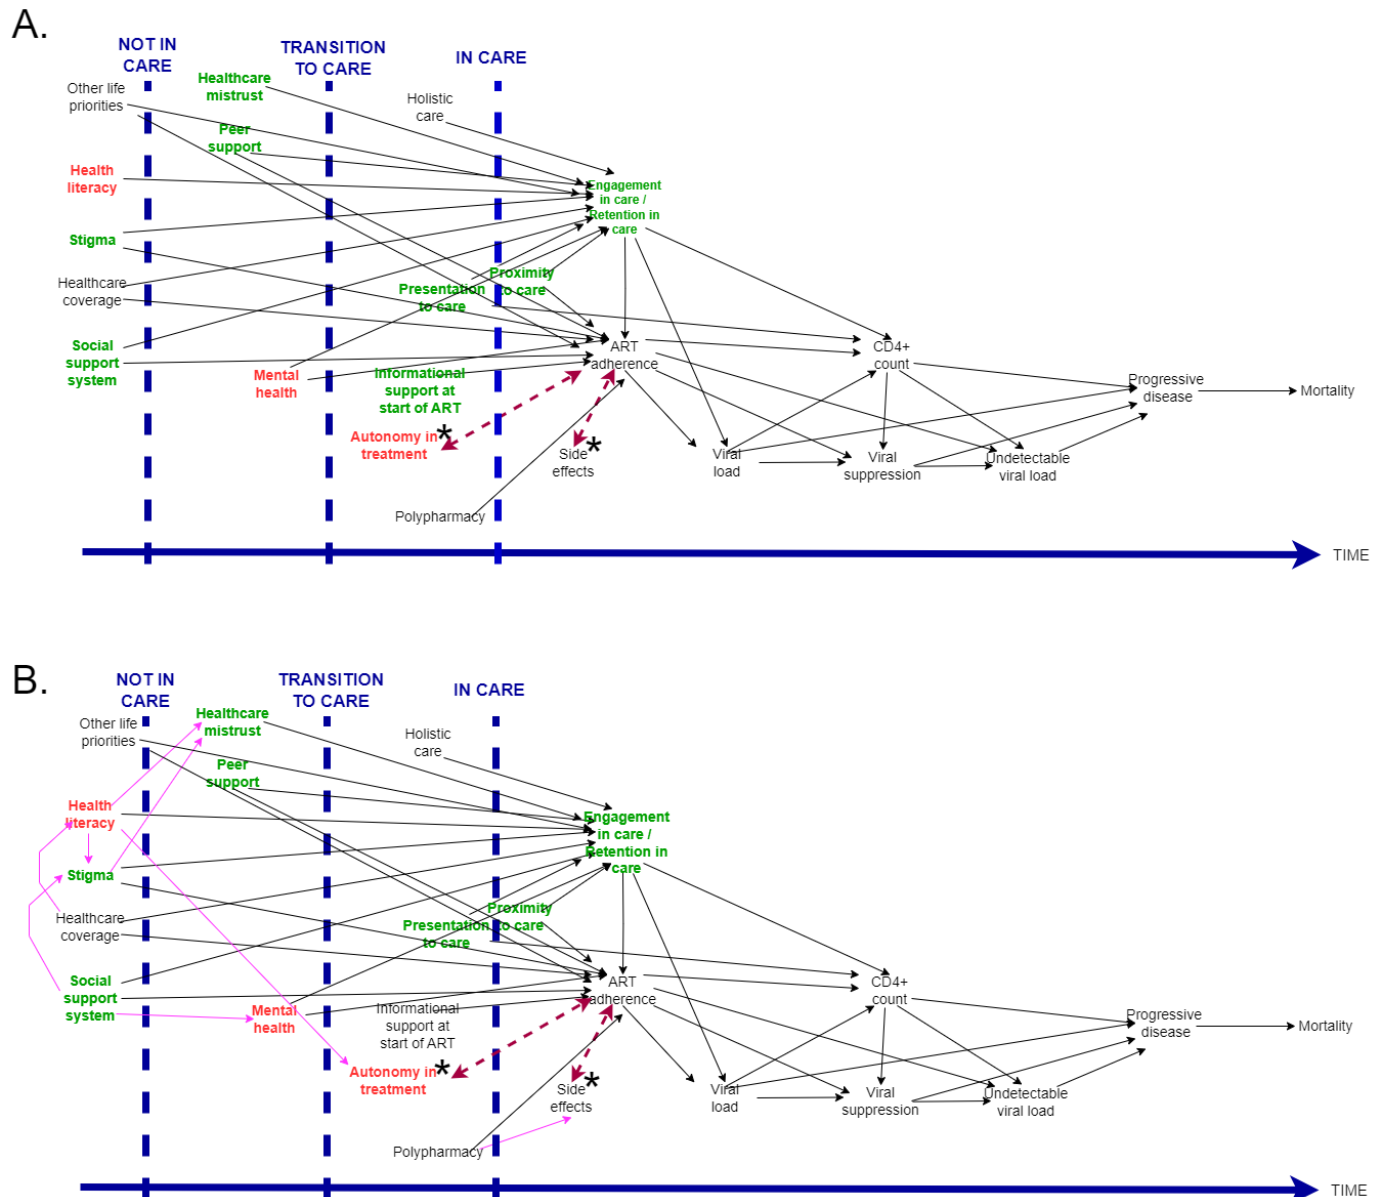 A.
NOT IN
CARE
TRANSITION
TO CARE
IN CARE
Other life
priorities
Healthcare
mistrust
Holistic
care
Peer
support
Health
literacy
Engagement
in care /
Retention in
care
Stigma
Healthcare
coverage
Proximity
to care
Presentation
to care
Social
support
system
Mental
health
Informational
support at
start of ART
ART
adherence
CD4+
count
Progressive
disease
Mortality
Autonomy in
treatment
*
Side
effects
*
Viral
load
Viral
suppression
Undetectable
viral load
Polypharmacy
TIME
B.
NOT IN
CARE
TRANSITION
TO CARE
IN CARE
Other life
priorities
Healthcare
mistrust
Holistic
care
Peer
support
Health
literacy
Engagement
in care /
Retention in
care
Stigma
Healthcare
coverage
Proximity
to care
Presentation
to care
Social
support
system
Mental
health
Informational
support at
start of ART
ART
adherence
CD4+
count
Progressive
disease
Mortality
Autonomy in
treatment
*
Side
effects
*
Viral
load
Viral
suppression
Undetectable
viral load
Polypharmacy
TIME